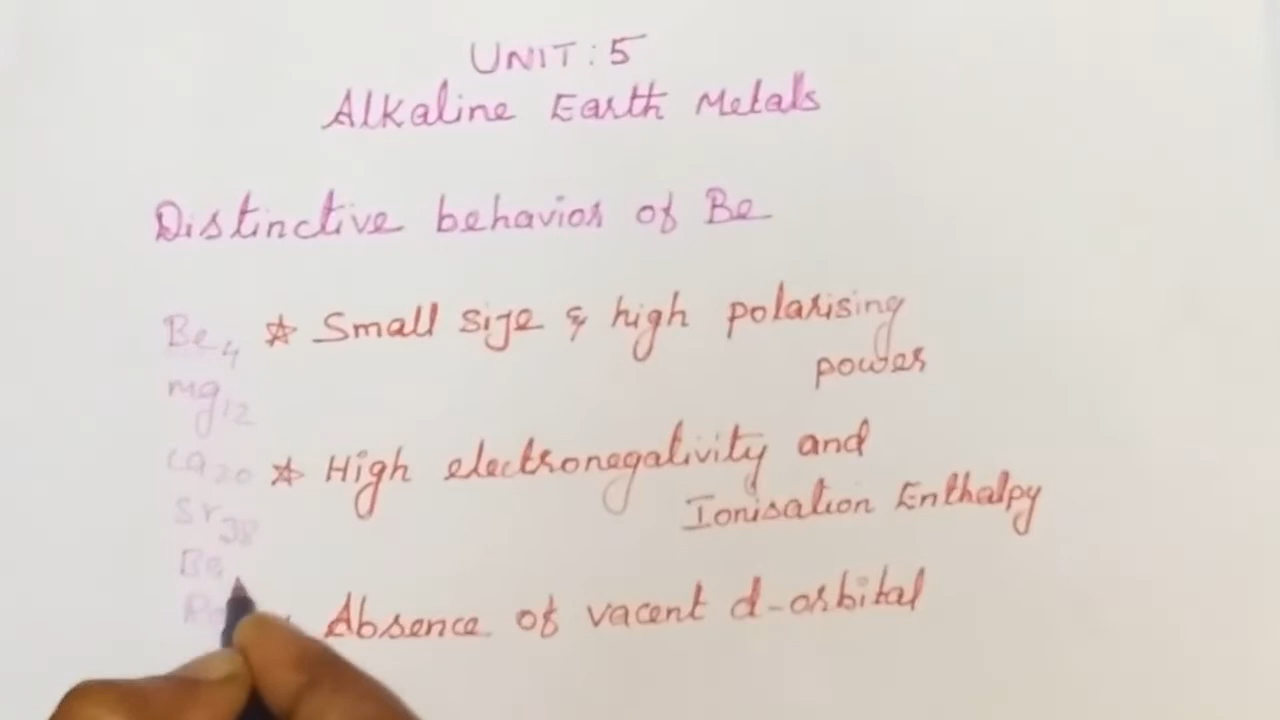 UNIT: 5
Alkaline Earth Metals
Distinctive behavior of Be
Be4 ☆ Small size & high polarising
power
Mg12
Ca20 ☆ High electronegativity and
Ionisation Enthalpy
Sr38
Absence of vacent d-orbital